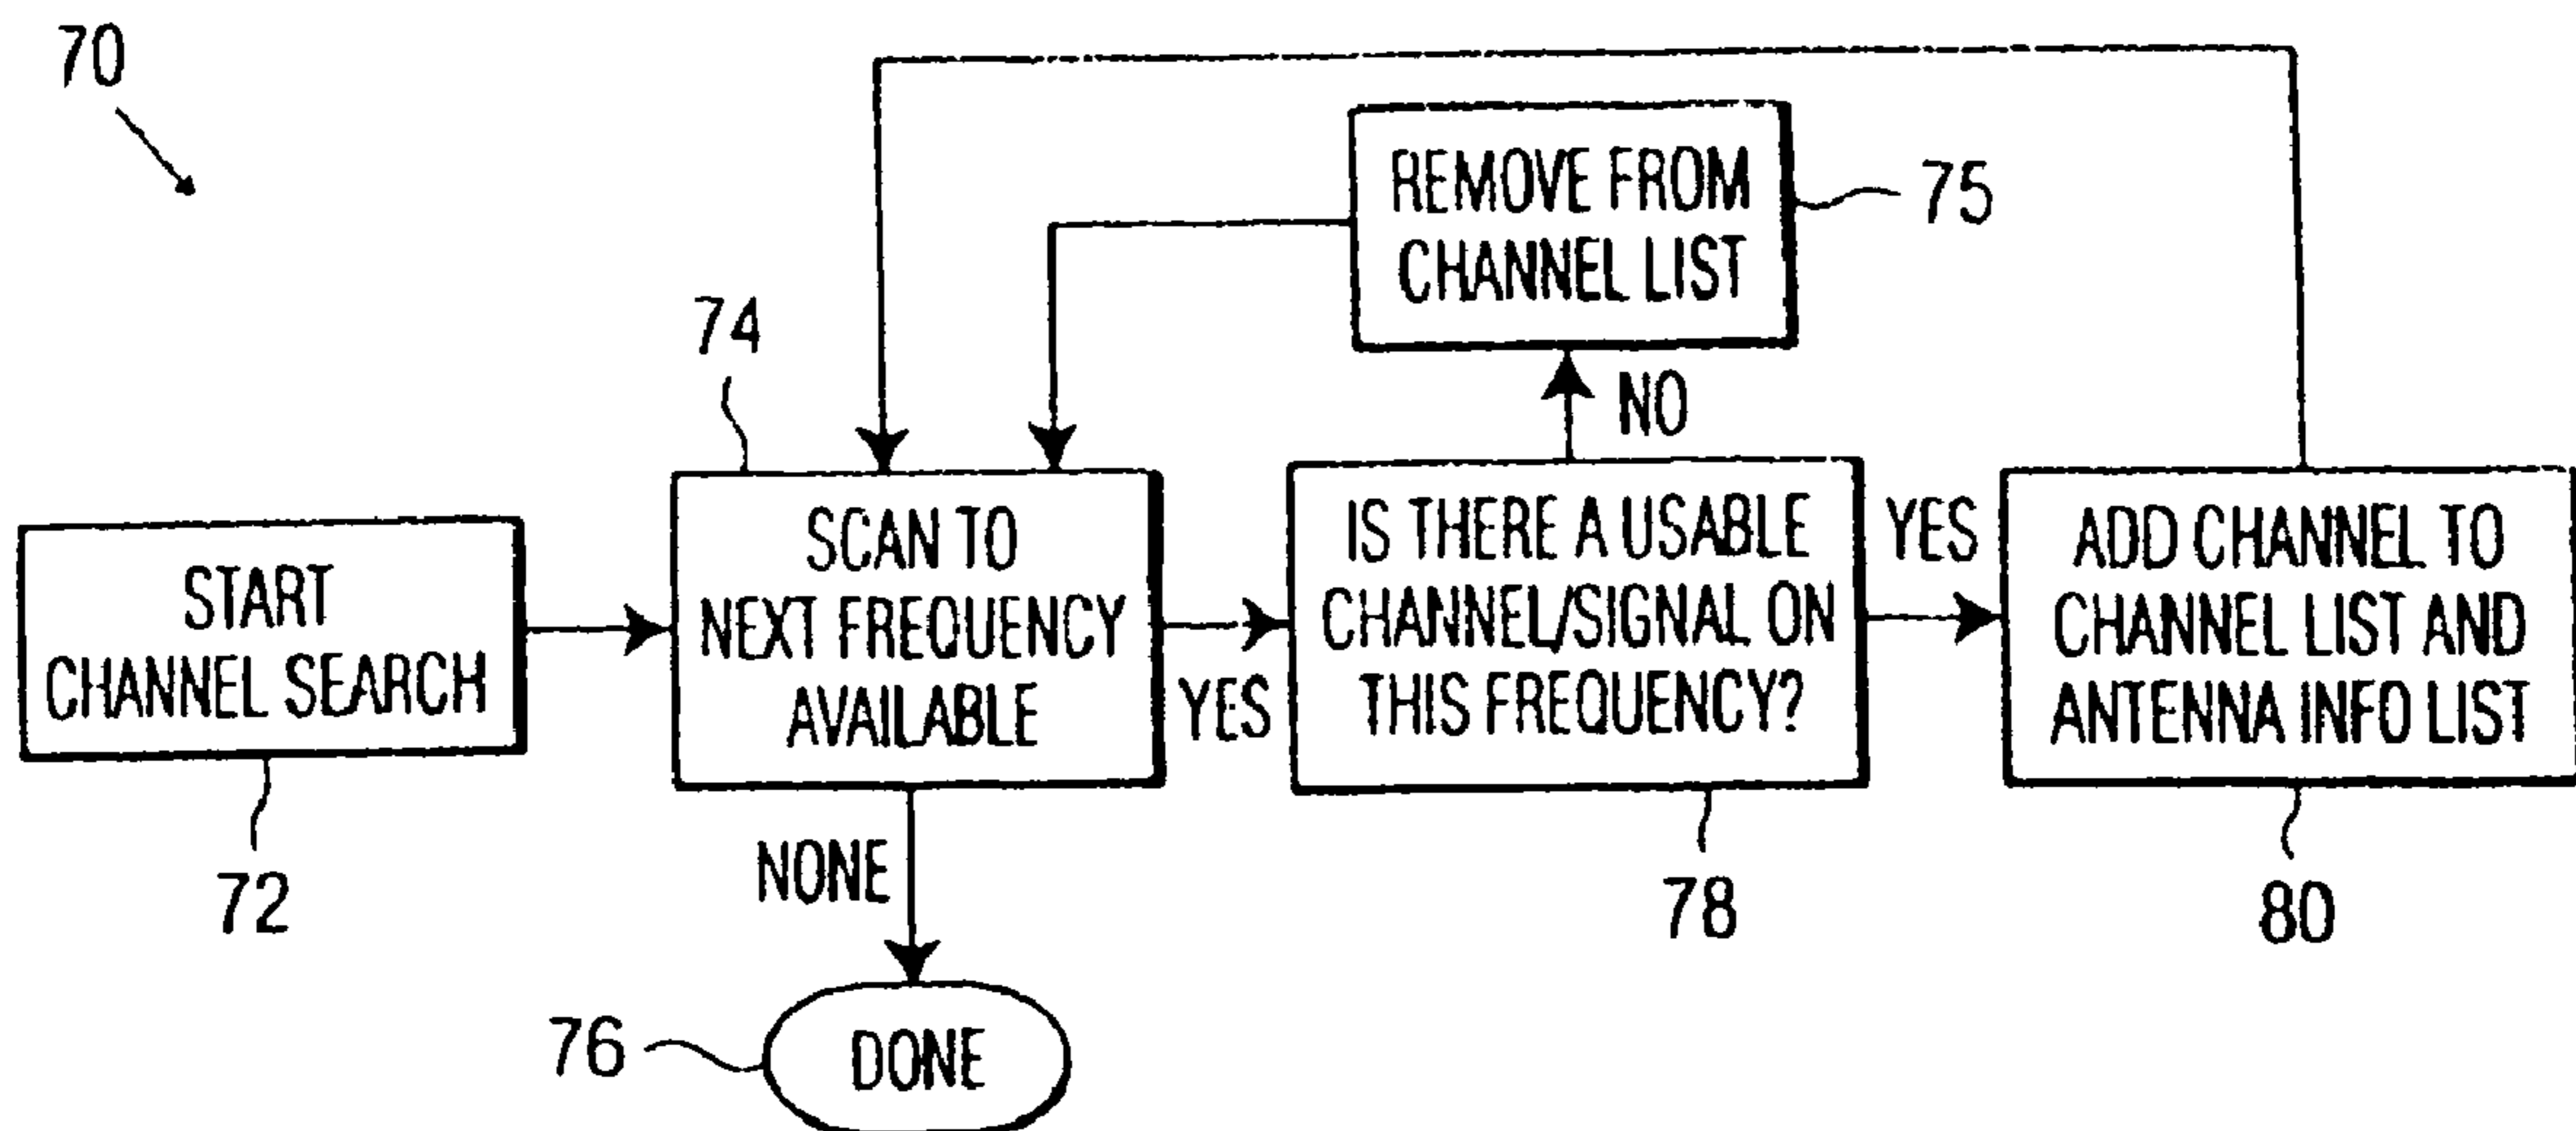 70
REMOVE FROM
CHANNEL LIST
75
74
NO
START
CHANNEL SEARCH
72
SCAN TO
NEXT FREQUENCY
AVAILABLE
YES
IS THERE A USABLE
CHANNEL/SIGNAL ON
THIS FREQUENCY?
YES
ADD CHANNEL TO
CHANNEL LIST AND
ANTENNA INFO LIST
NONE
78
80
76
DONE